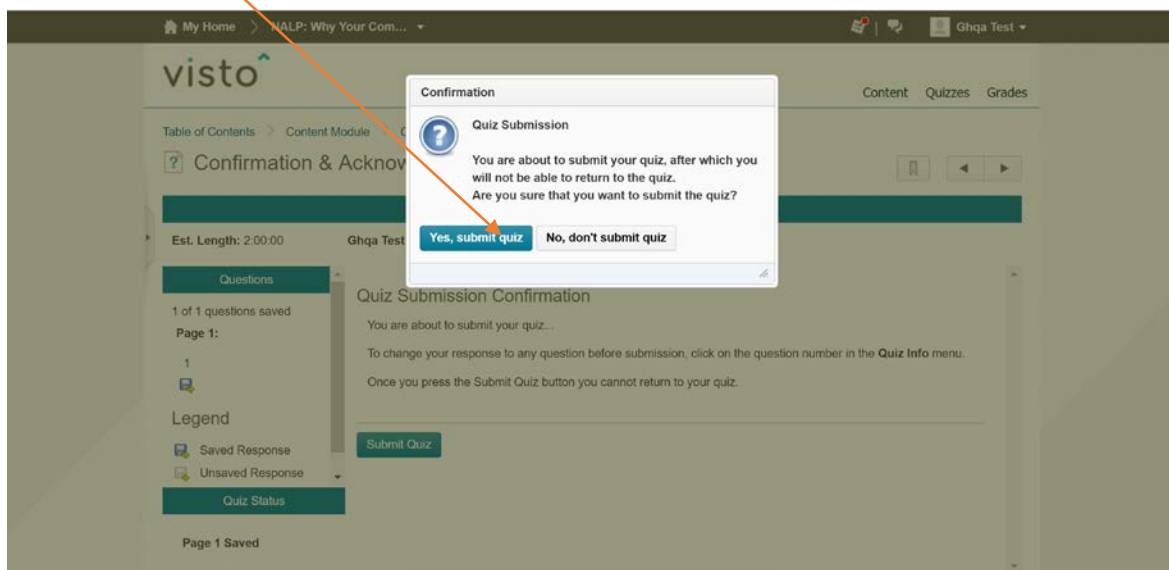 My Home > NALP: Why Your Com...
Ghqa Test
visto
Content Quizzes Grades
Table of Contents > Content Module > C
Confirmation & Acknow
Est. Length: 2:00:00 Ghqa Test
Confirmation
Quiz Submission
You are about to submit your quiz, after which you
will not be able to return to the quiz.
Are you sure that you want to submit the quiz?
Yes, submit quiz No, don't submit quiz
Questions
1 of 1 questions saved
Page 1:
1
Legend
Saved Response
Unsaved Response
Quiz Status
Page 1 Saved
Quiz Submission Confirmation
You are about to submit your quiz...
To change your response to any question before submission, click on the question number in the Quiz Info menu.
Once you press the Submit Quiz button you cannot return to your quiz.
Submit Quiz